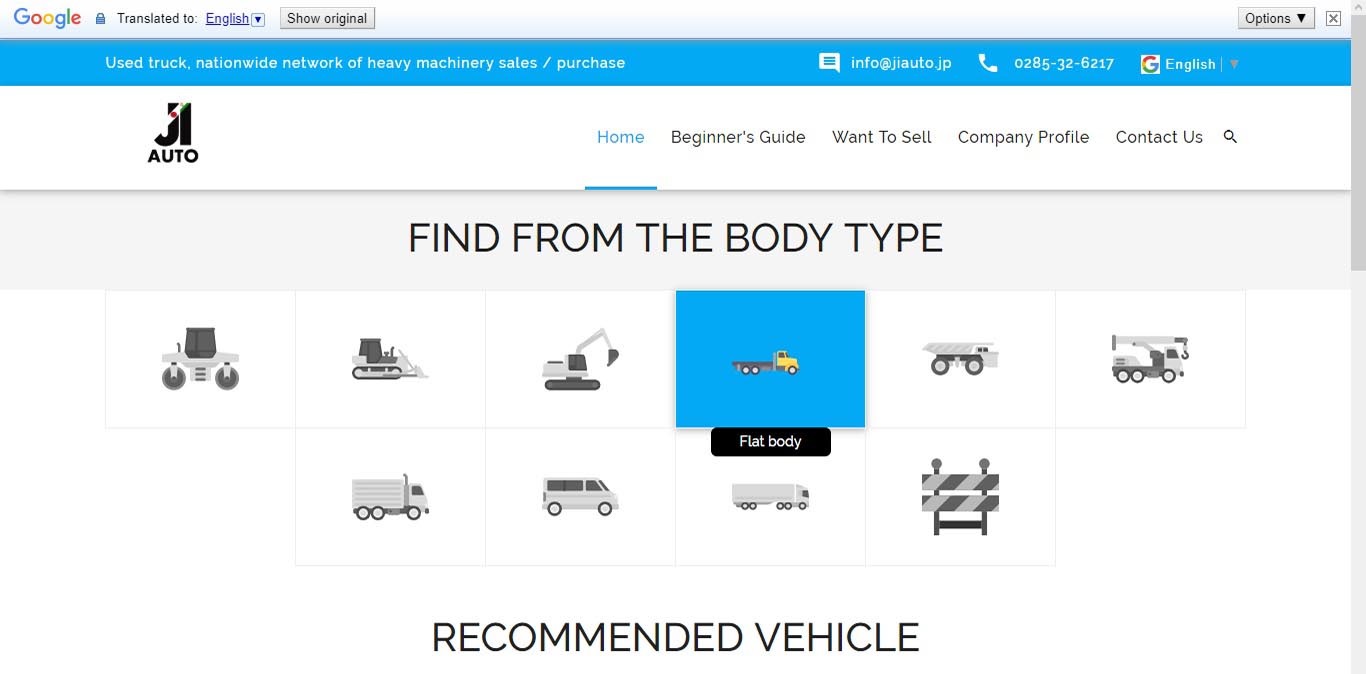 Google Translated to: English ▼ Show original Options ▼
Used truck, nationwide network of heavy machinery sales / purchase info@jiauto.jp 0285-32-6217 G English ▼
JI
AUTO
Home Beginner's Guide Want To Sell Company Profile Contact Us
FIND FROM THE BODY TYPE
Flat body
RECOMMENDED VEHICLE